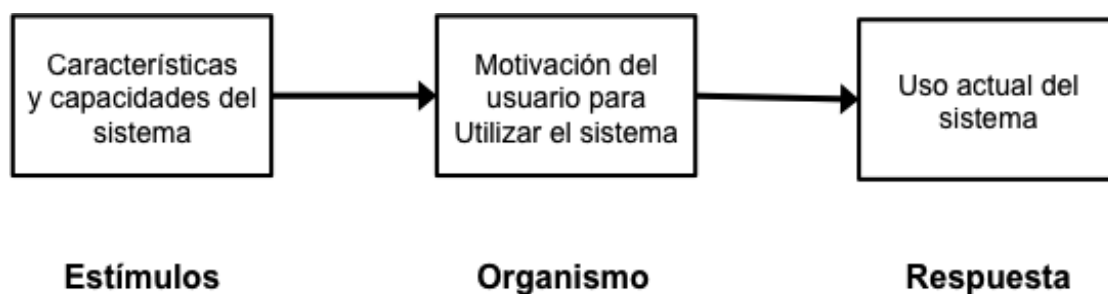 Características
y capacidades del
sistema
Motivación del
usuario para
Utilizar el sistema
Uso actual del
sistema
Estímulos
Organismo
Respuesta